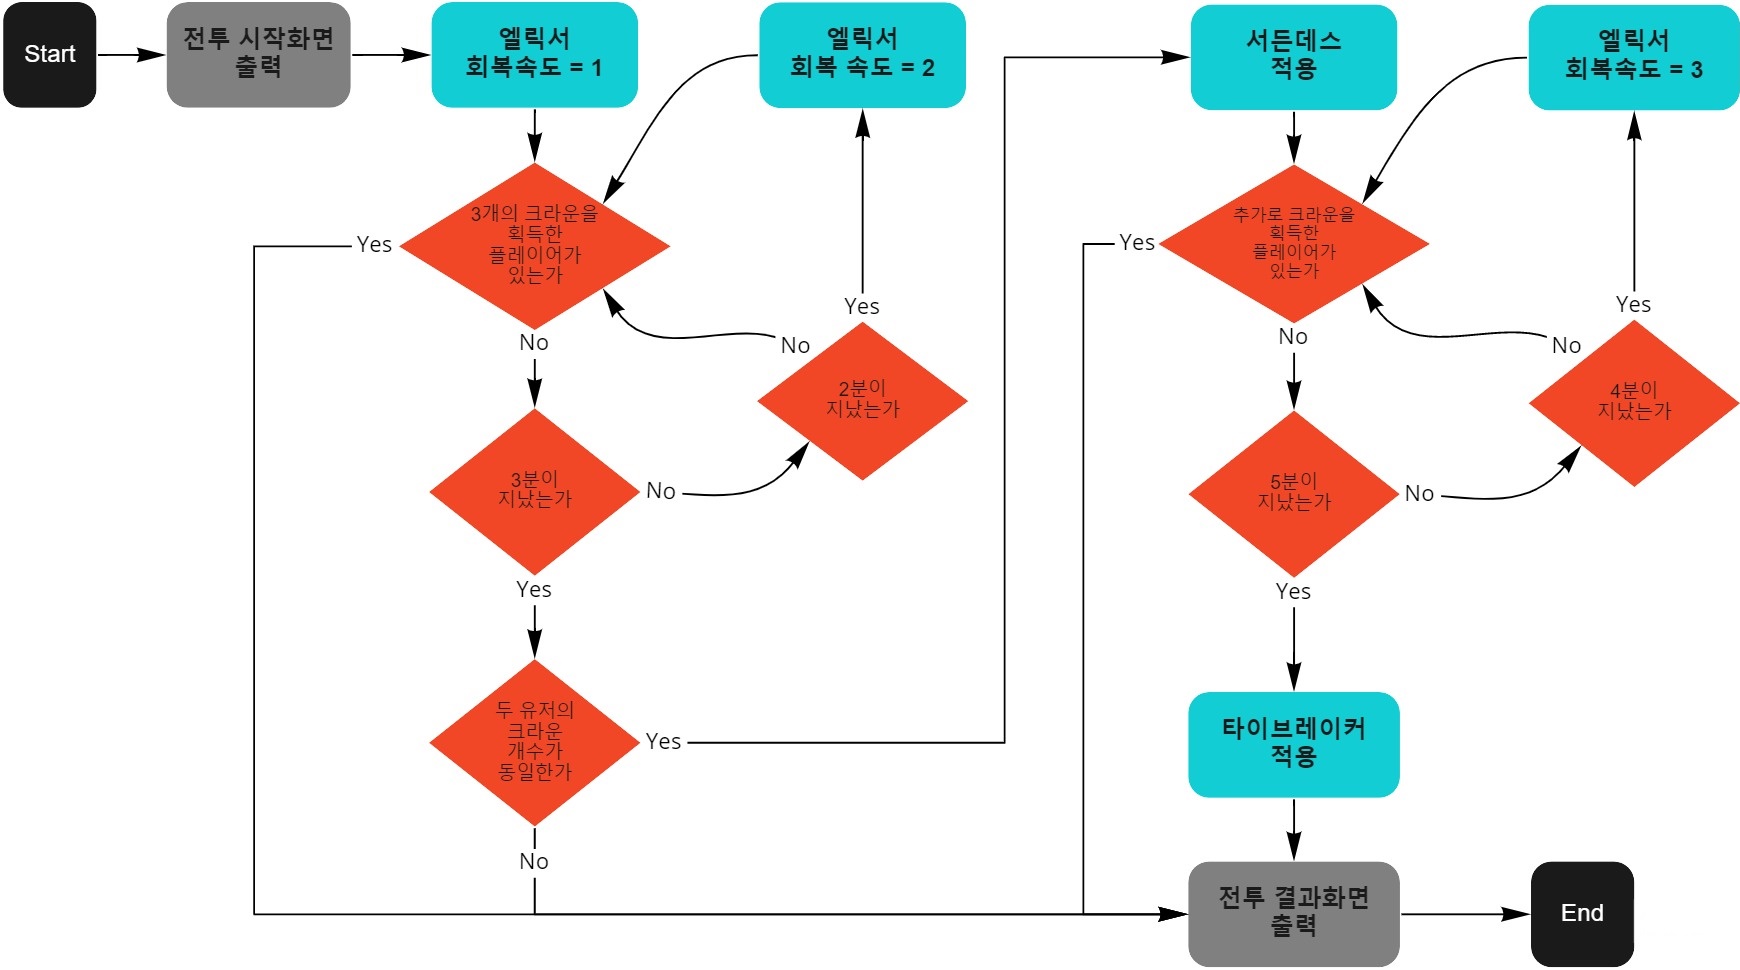 Start
전투 시작화면
출력
엘릭서
회복속도 = 1
엘릭서
회복 속도 = 2
서든데스
적용
엘릭서
회복속도 = 3
3개의 크라운을
획득한
플레이어가
있는가
Yes
No
추가로 크라운을
획득한
플레이어가
있는가
Yes
No
2분이
지났는가
Yes
No
4분이
지났는가
Yes
No
3분이
지났는가
No
Yes
5분이
지났는가
No
Yes
두 유저의
크라운
개수가
동일한가
Yes
No
타이브레이커
적용
전투 결과화면
출력
End